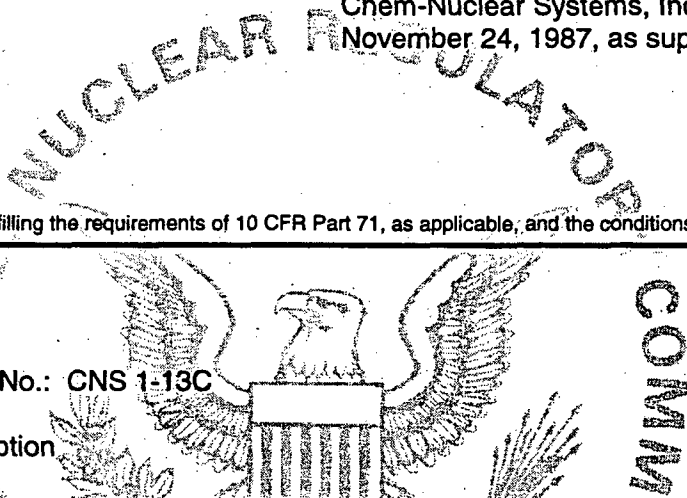 Chem-Nuclear Systems, Inc
November 24, 1987, as sup
NUCLEAR REGULATOR
filling the requirements of 10 CFR Part 71, as applicable, and the conditions
COMM
No.: CNS 1-13C
ption